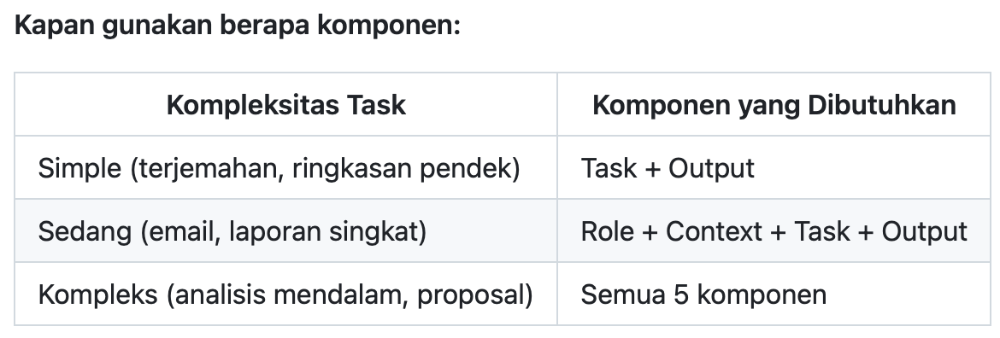 Kapan gunakan berapa komponen:
Kompleksitas Task
Komponen yang Dibutuhkan
Simple (terjemahan, ringkasan pendek)
Task + Output
Sedang (email, laporan singkat)
Role + Context + Task + Output
Kompleks (analisis mendalam, proposal)
Semua 5 komponen